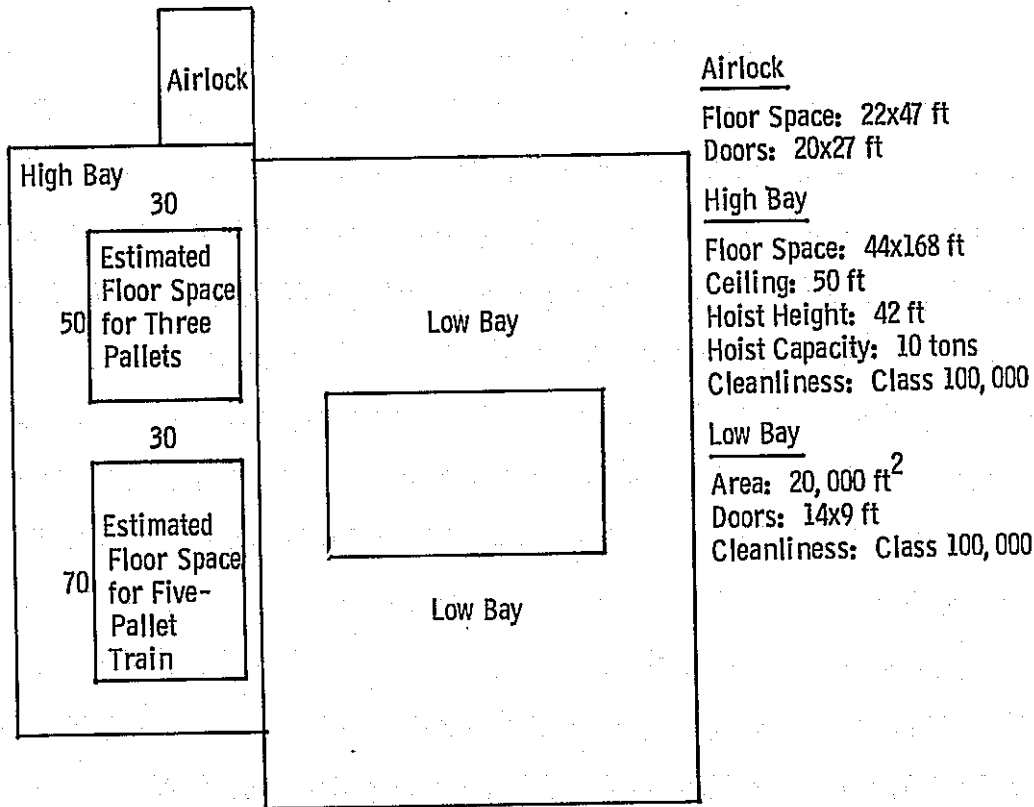 Airlock
High Bay
30
50
Estimated
Floor Space
for Three
Pallets
30
70
Estimated
Floor Space
for Five-
Pallet
Train
Low Bay
Low Bay
Airlock
Floor Space: 22x47 ft
Doors: 20x27 ft
High Bay
Floor Space: 44x168 ft
Ceiling: 50 ft
Hoist Height: 42 ft
Hoist Capacity: 10 tons
Cleanliness: Class 100,000
Low Bay
Area: 20,000 ft²
Doors: 14x9 ft
Cleanliness: Class 100,000